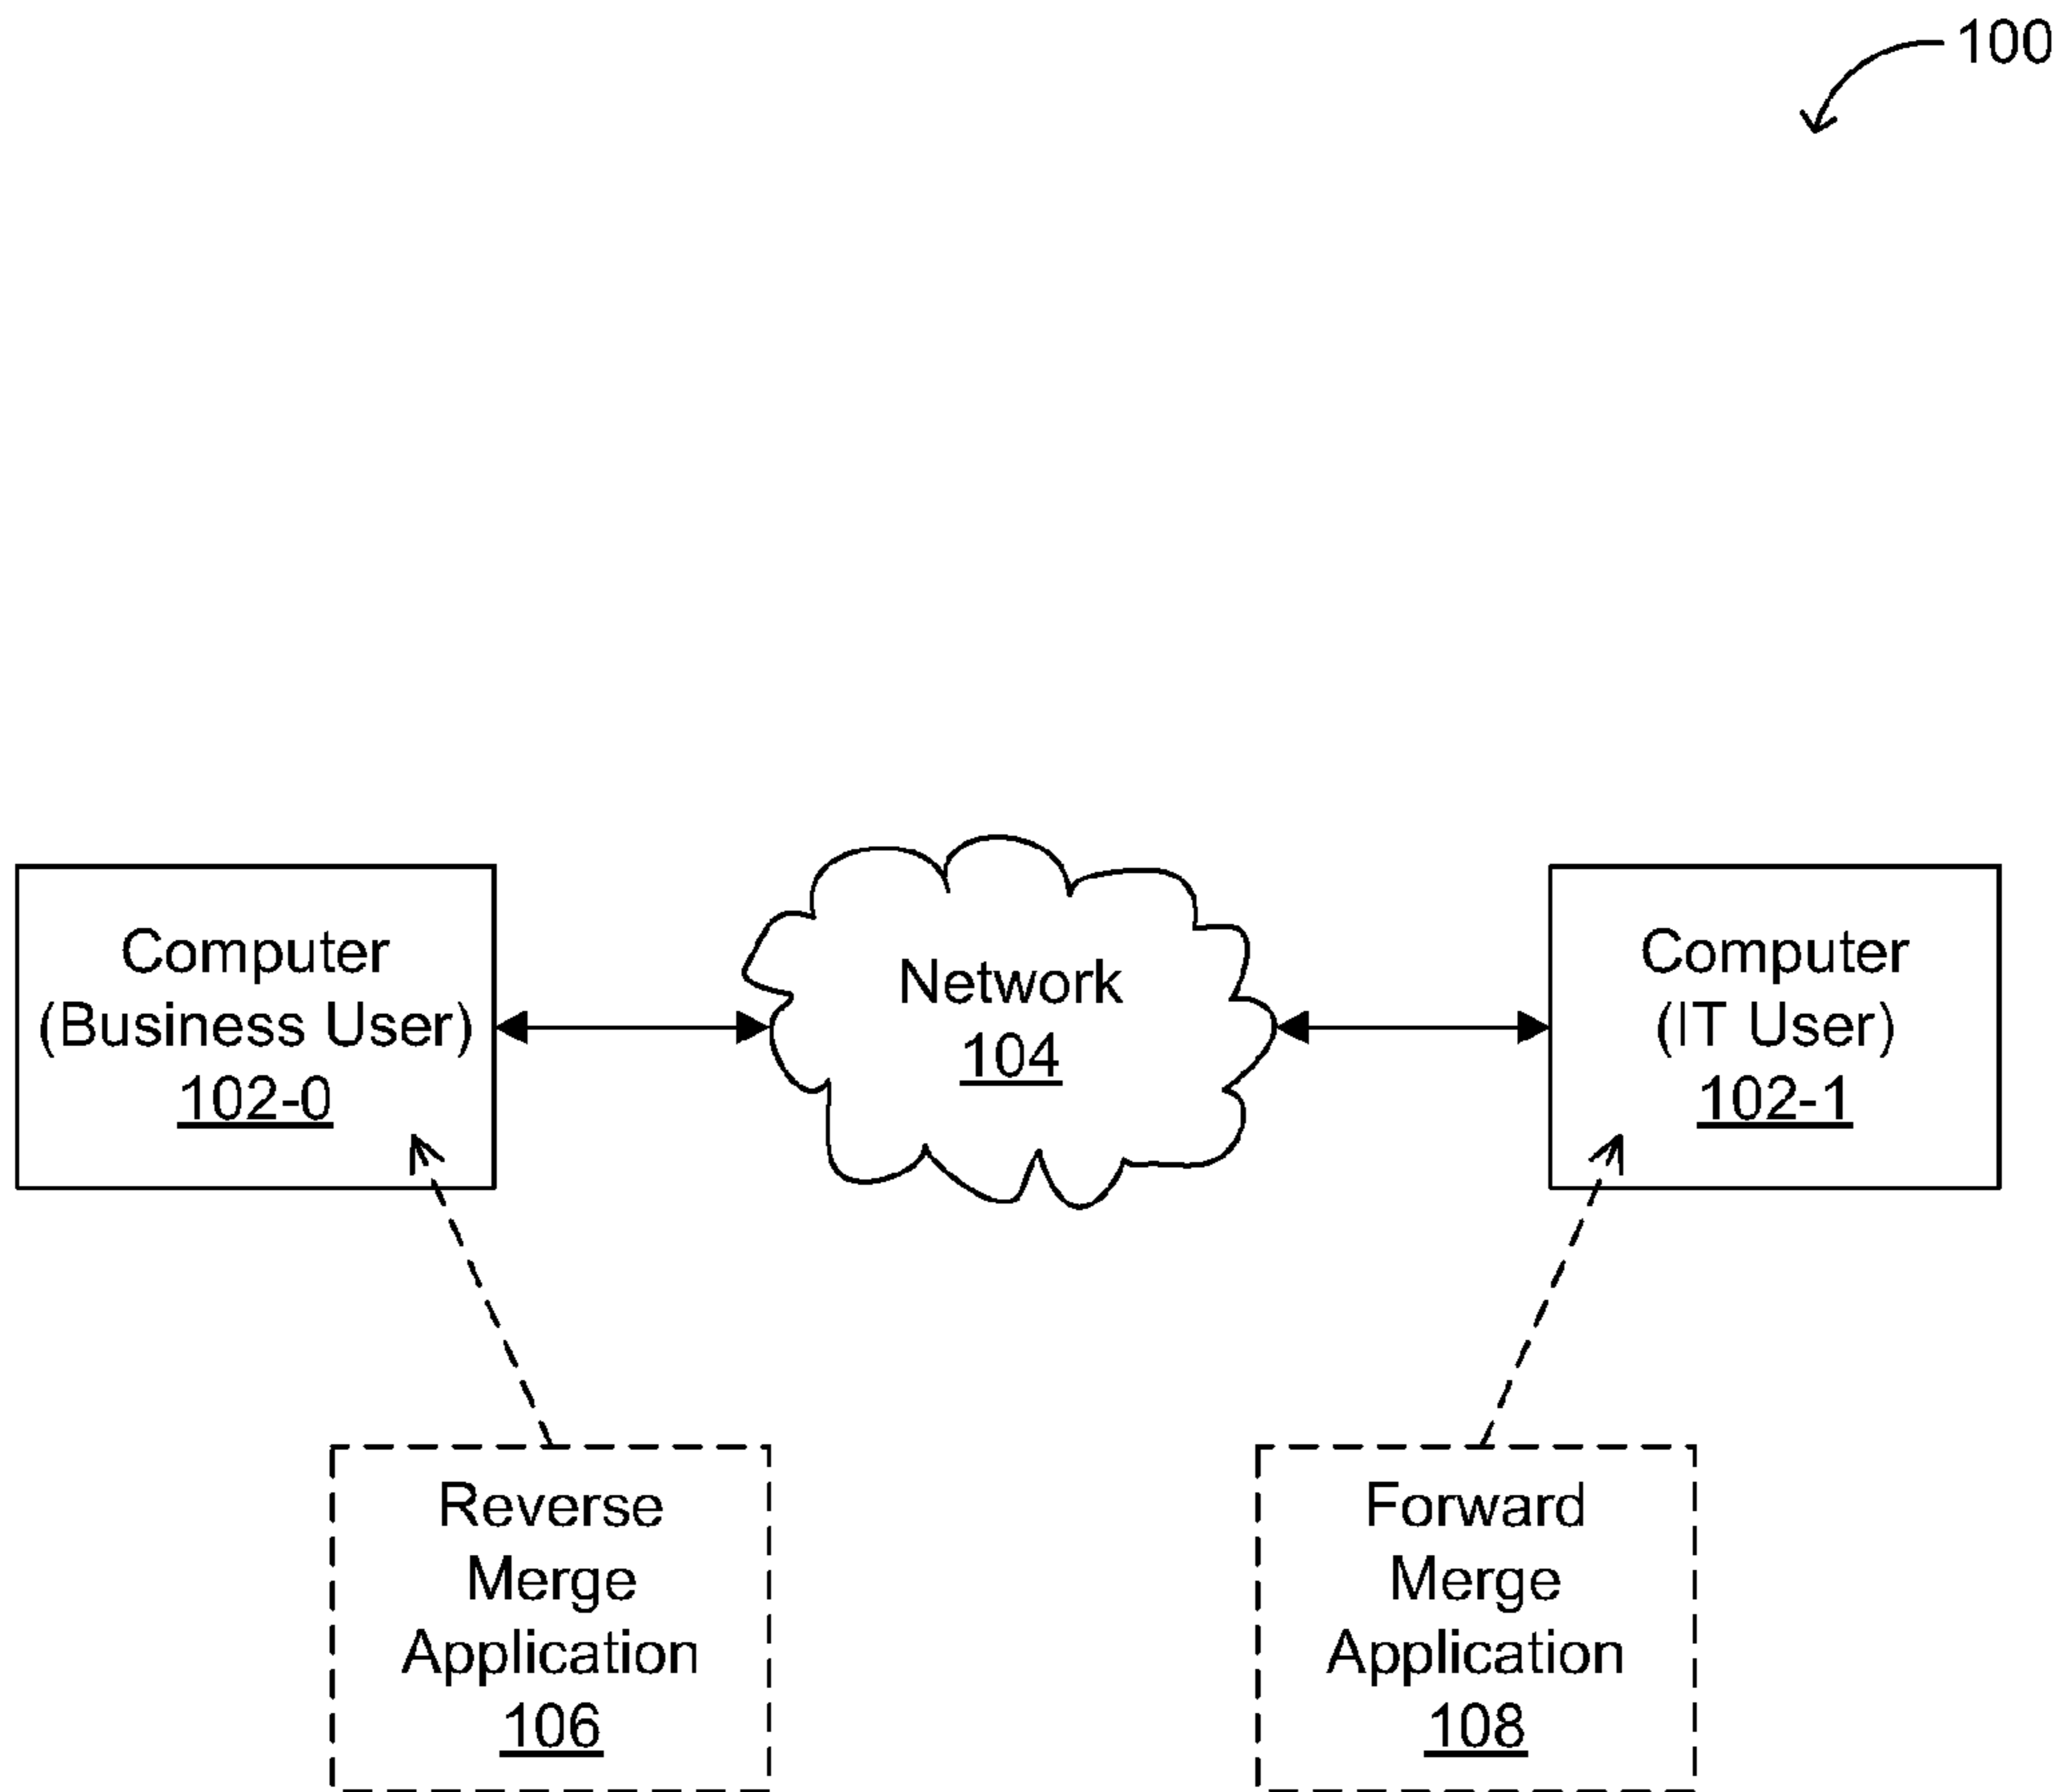 100
Computer
(Business User)
102-0
Network
104
Computer
(IT User)
102-1
Reverse
Merge
Application
106
Forward
Merge
Application
108